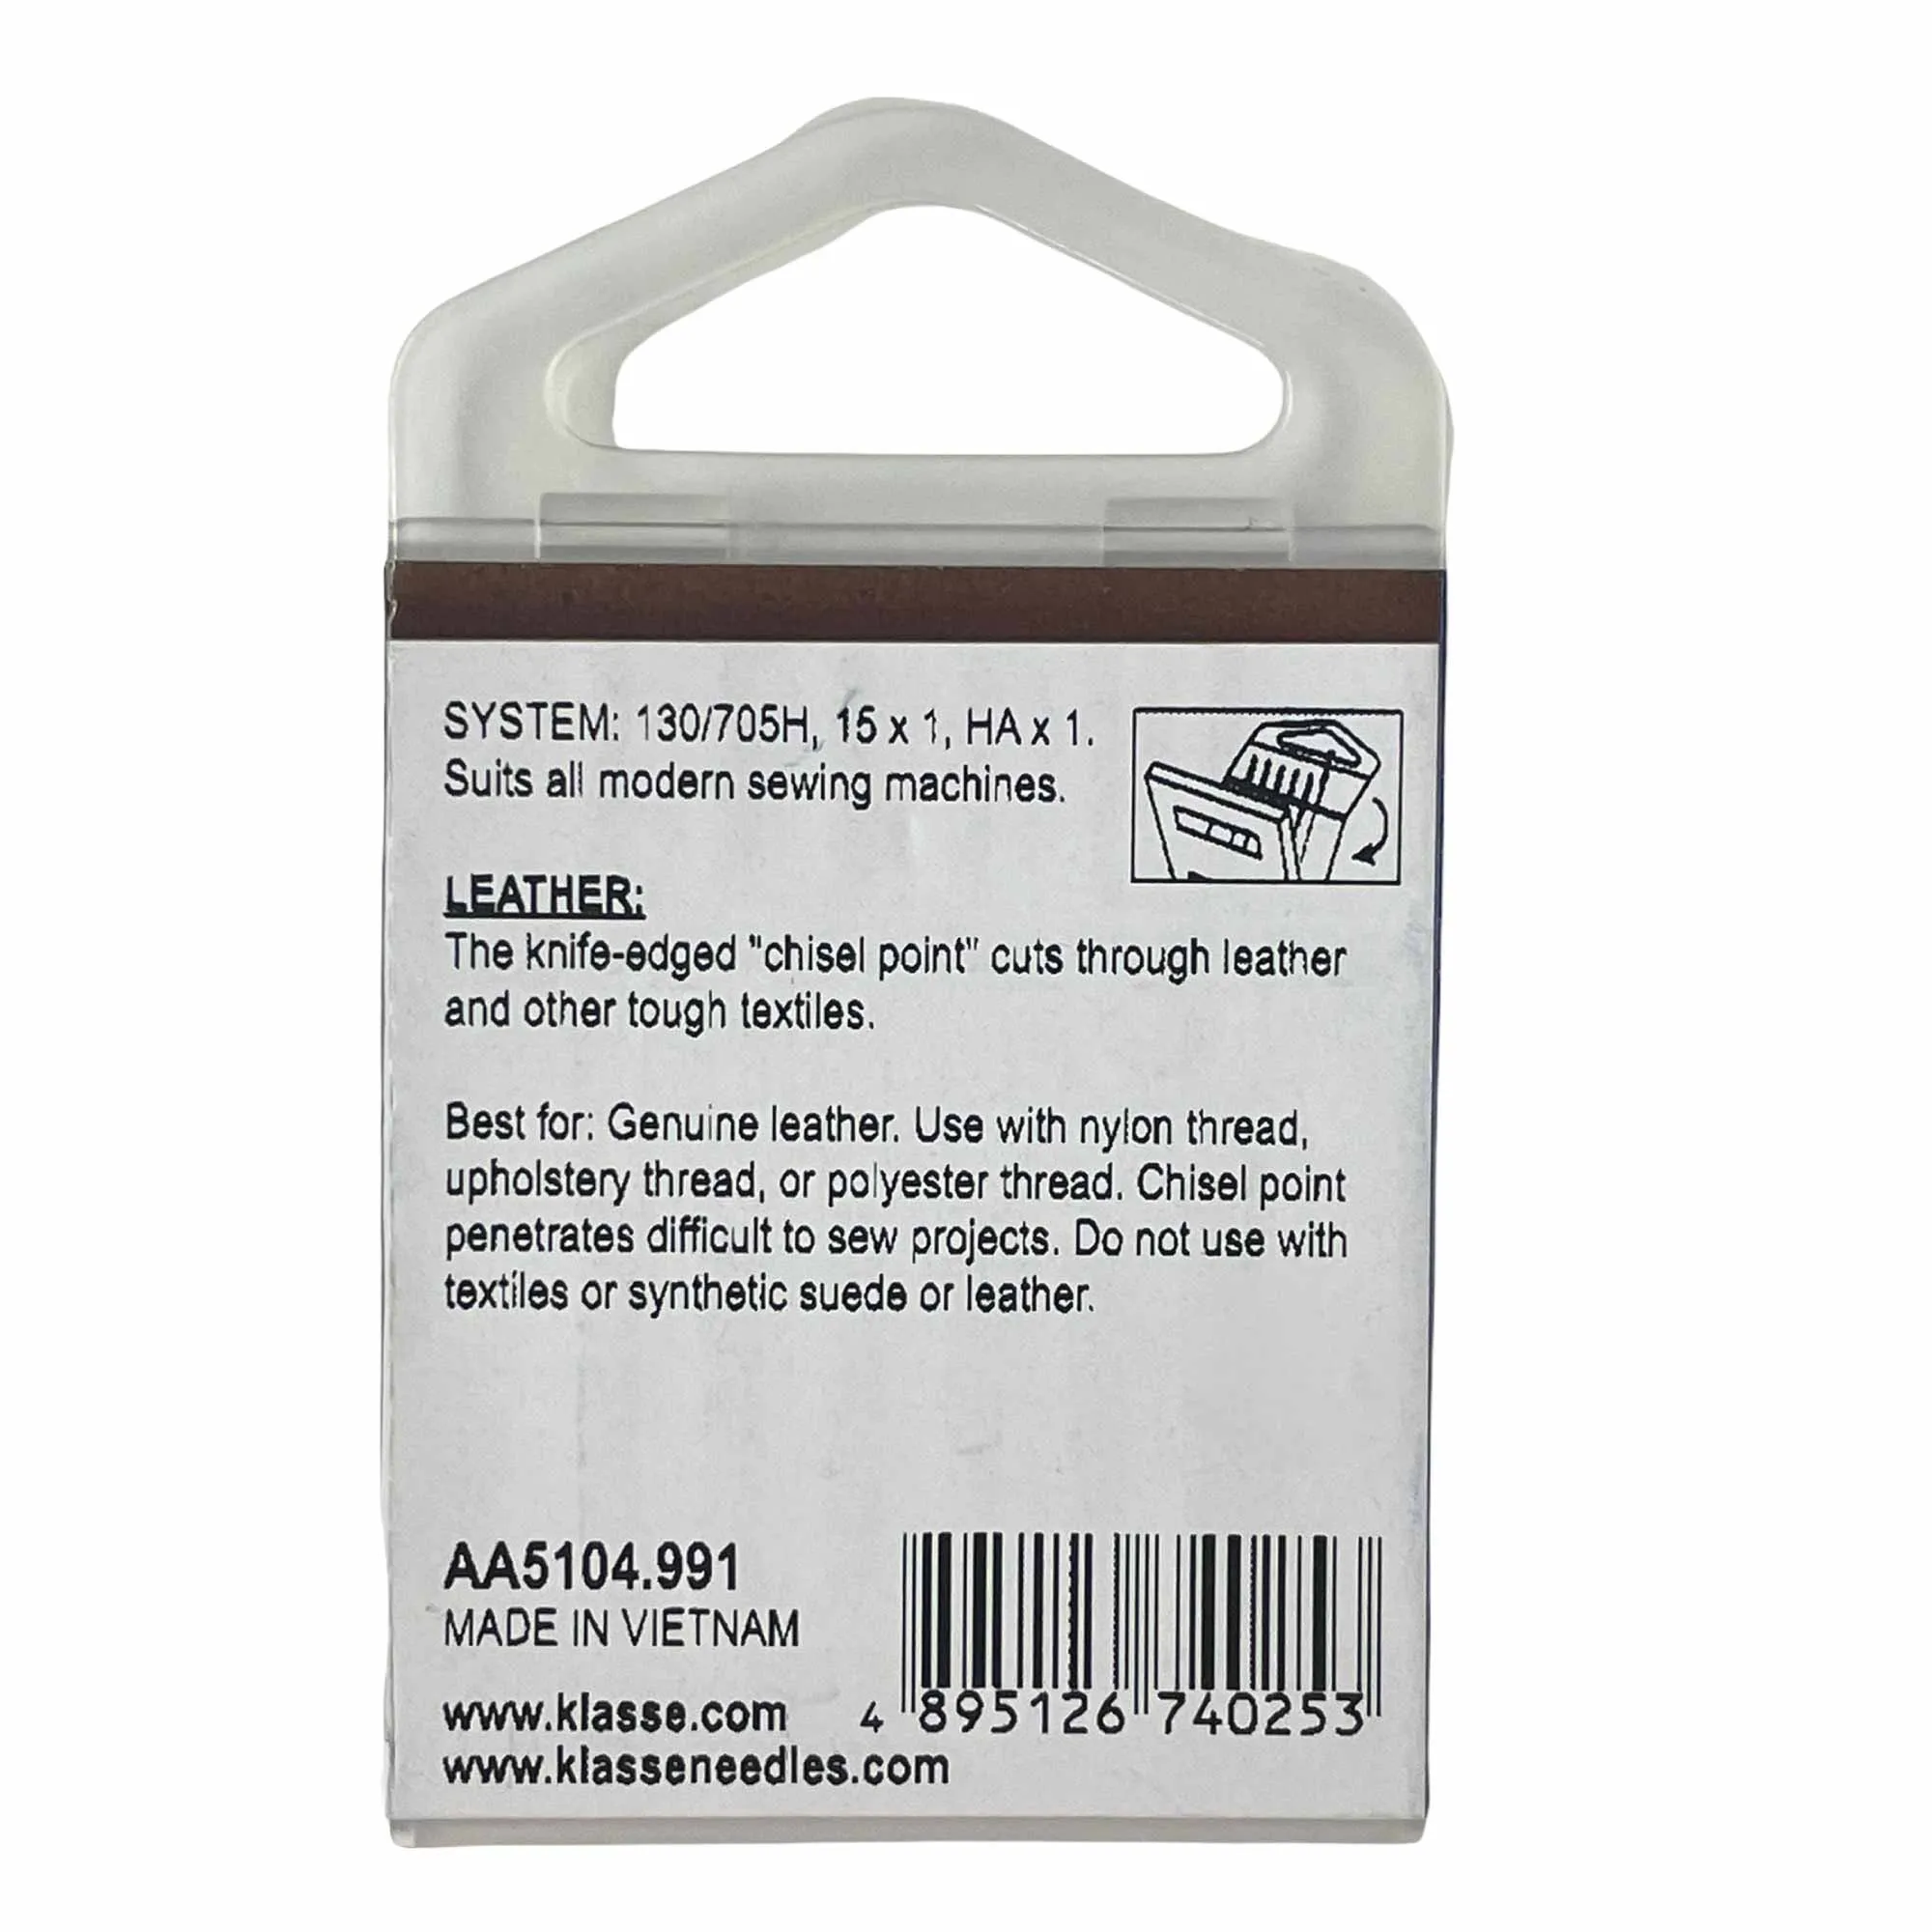 SYSTEM: 130/705H, 15 x 1, HA x 1.
Suits all modern sewing machines.
LEATHER:
The knife-edged "chisel point" cuts through leather
and other tough textiles.
Best for: Genuine leather. Use with nylon thread,
upholstery thread, or polyester thread. Chisel point
penetrates difficult to sew projects. Do not use with
textiles or synthetic suede or leather.
AA5104.991
MADE IN VIETNAM
www.klasse.com
www.klasseneedles.com
4 895126 740253